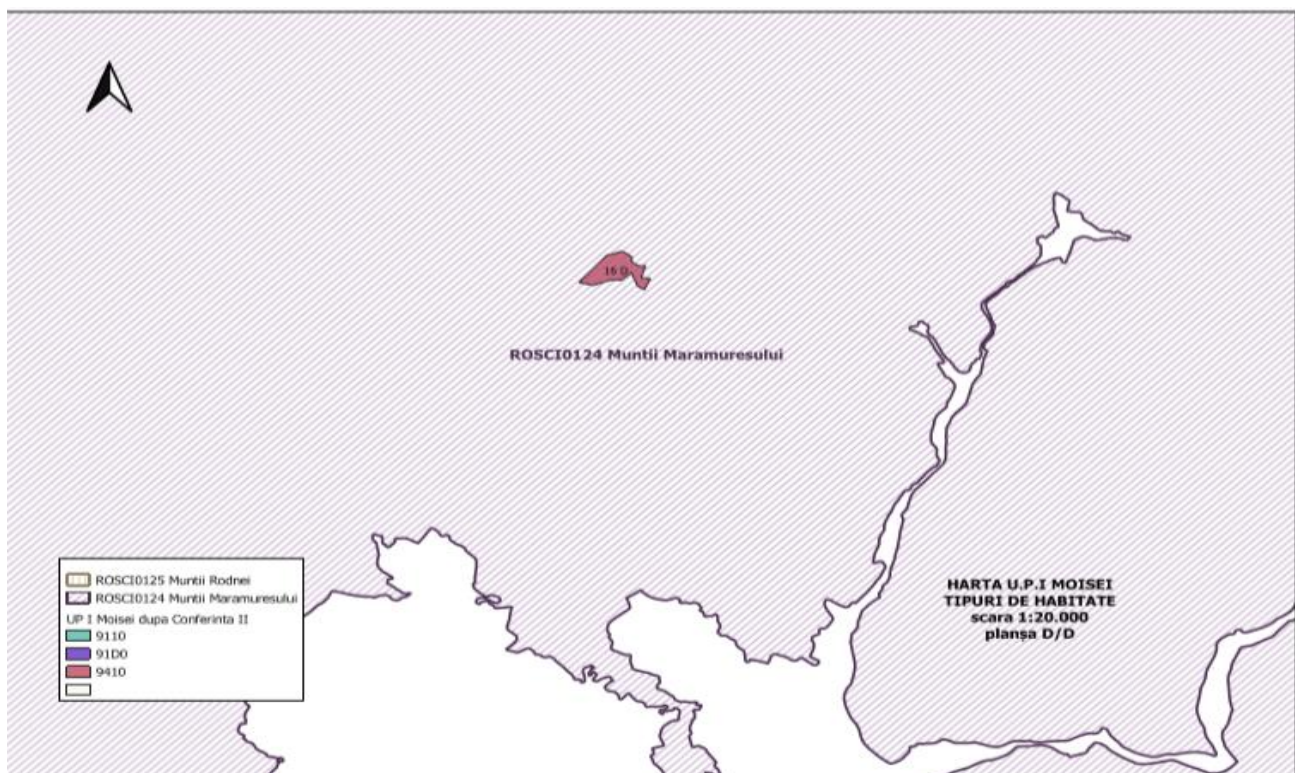 16 D
ROSCI0124 Muntii Maramuresului
ROSCI0125 Muntii Rodnei
ROSCI0124 Muntii Maramuresului
UP I Moisei dupa Conferinta II
9110
91D0
9410
HARTA U.P.I MOISEI
TIPURI DE HABITATE
scara 1:20.000
planșa D/D